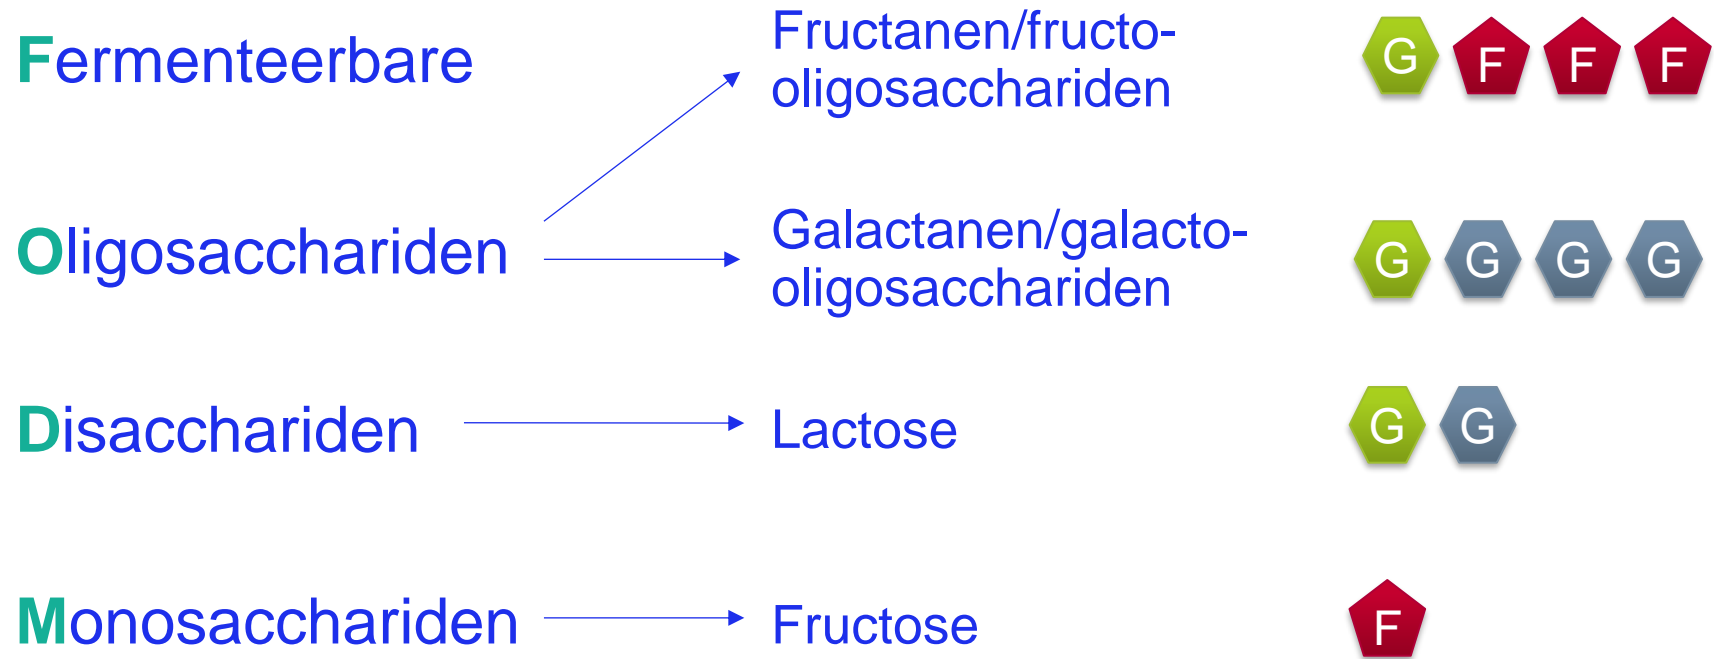 Fermenteerbare
Fructanen/fructo-
oligosacchariden
G F F F
Oligosacchariden
Galactanen/galacto-
oligosacchariden
G G G G
Disacchariden
Lactose
G G
Monosacchariden
Fructose
F